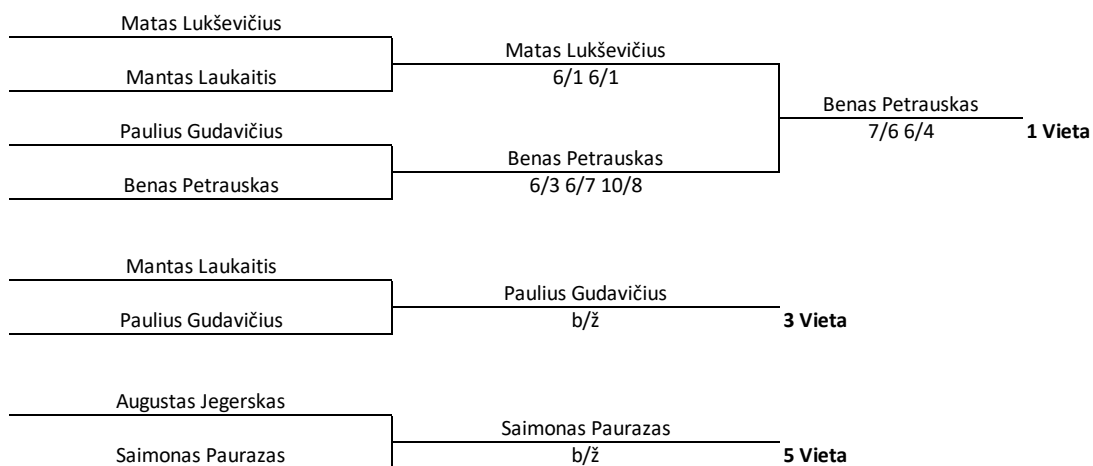 Matas Lukševičius
Matas Lukševičius
Mantas Laukaitis
6/1 6/1
Benas Petrauskas
Paulius Gudavičius
7/6 6/4
1 Vieta
Benas Petrauskas
Benas Petrauskas
6/3 6/7 10/8
Mantas Laukaitis
Paulius Gudavičius
Paulius Gudavičius
b/ž
3 Vieta
Augustas Jegerskas
Saimonas Paurazas
Saimonas Paurazas
b/ž
5 Vieta